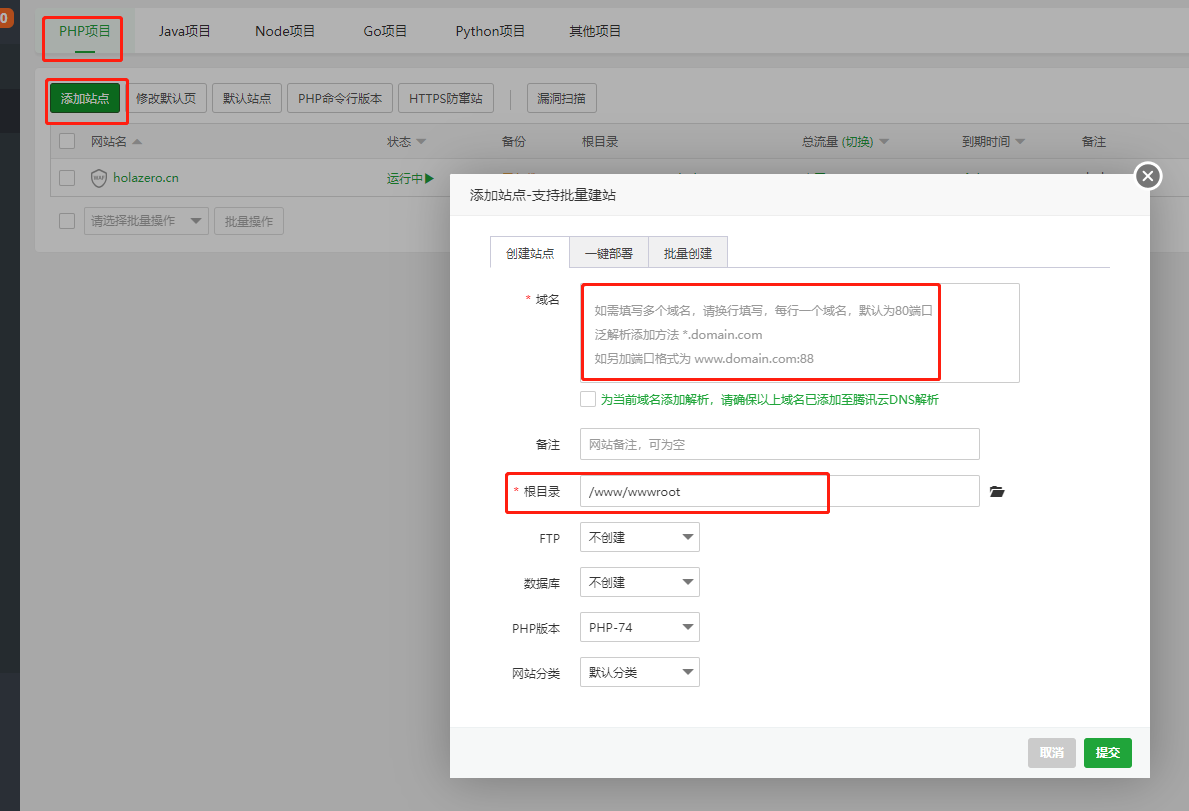 0
PHP项目 Java项目 Node项目 Go项目 Python项目 其他项目
添加站点 修改默认页 默认站点 PHP命令行版本 HTTPS防窜站 漏洞扫描
网站名 状态 备份 根目录 总流量 (切换) 到期时间 备注
WAF holazero.cn 运行中
请选择批量操作 批量操作
添加站点-支持批量建站
创建站点 一键部署 批量创建
* 域名
如需填写多个域名，请换行填写，每行一个域名，默认为80端口
泛解析添加方法 *.domain.com
如另加端口格式为 www.domain.com:88
为当前域名添加解析，请确保以上域名已添加至腾讯云DNS解析
备注 网站备注，可为空
* 根目录 /www/wwwroot
FTP 不创建
数据库 不创建
PHP版本 PHP-74
网站分类 默认分类
取消 提交